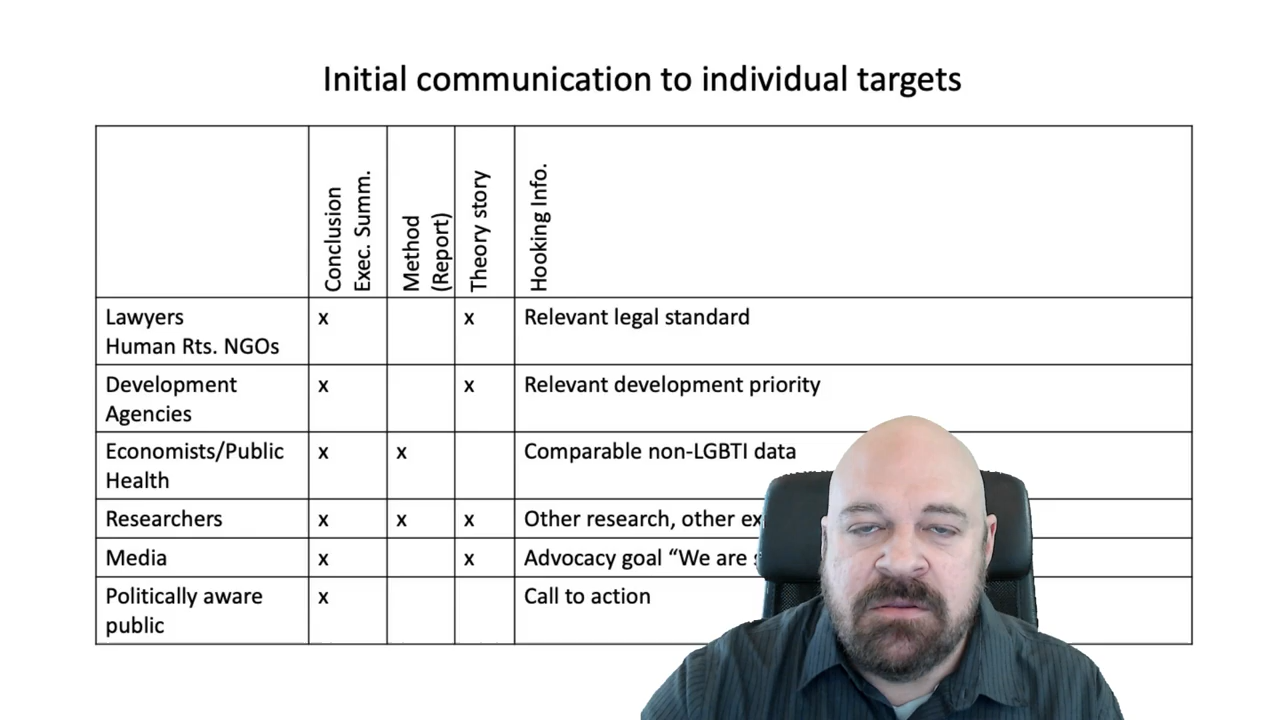 Initial communication to individual targets
Conclusion
Exec. Summ.
Method
(Report)
Theory story
Hooking Info.
Lawyers
Human Rts. NGOs
x
x
Relevant legal standard
Development
Agencies
x
x
Relevant development priority
Economists/Public
Health
x
x
Comparable non-LGBTI data
Researchers
x
x
x
Other research, other
Media
x
x
Advocacy goal “We are
Politically aware
public
x
Call to action